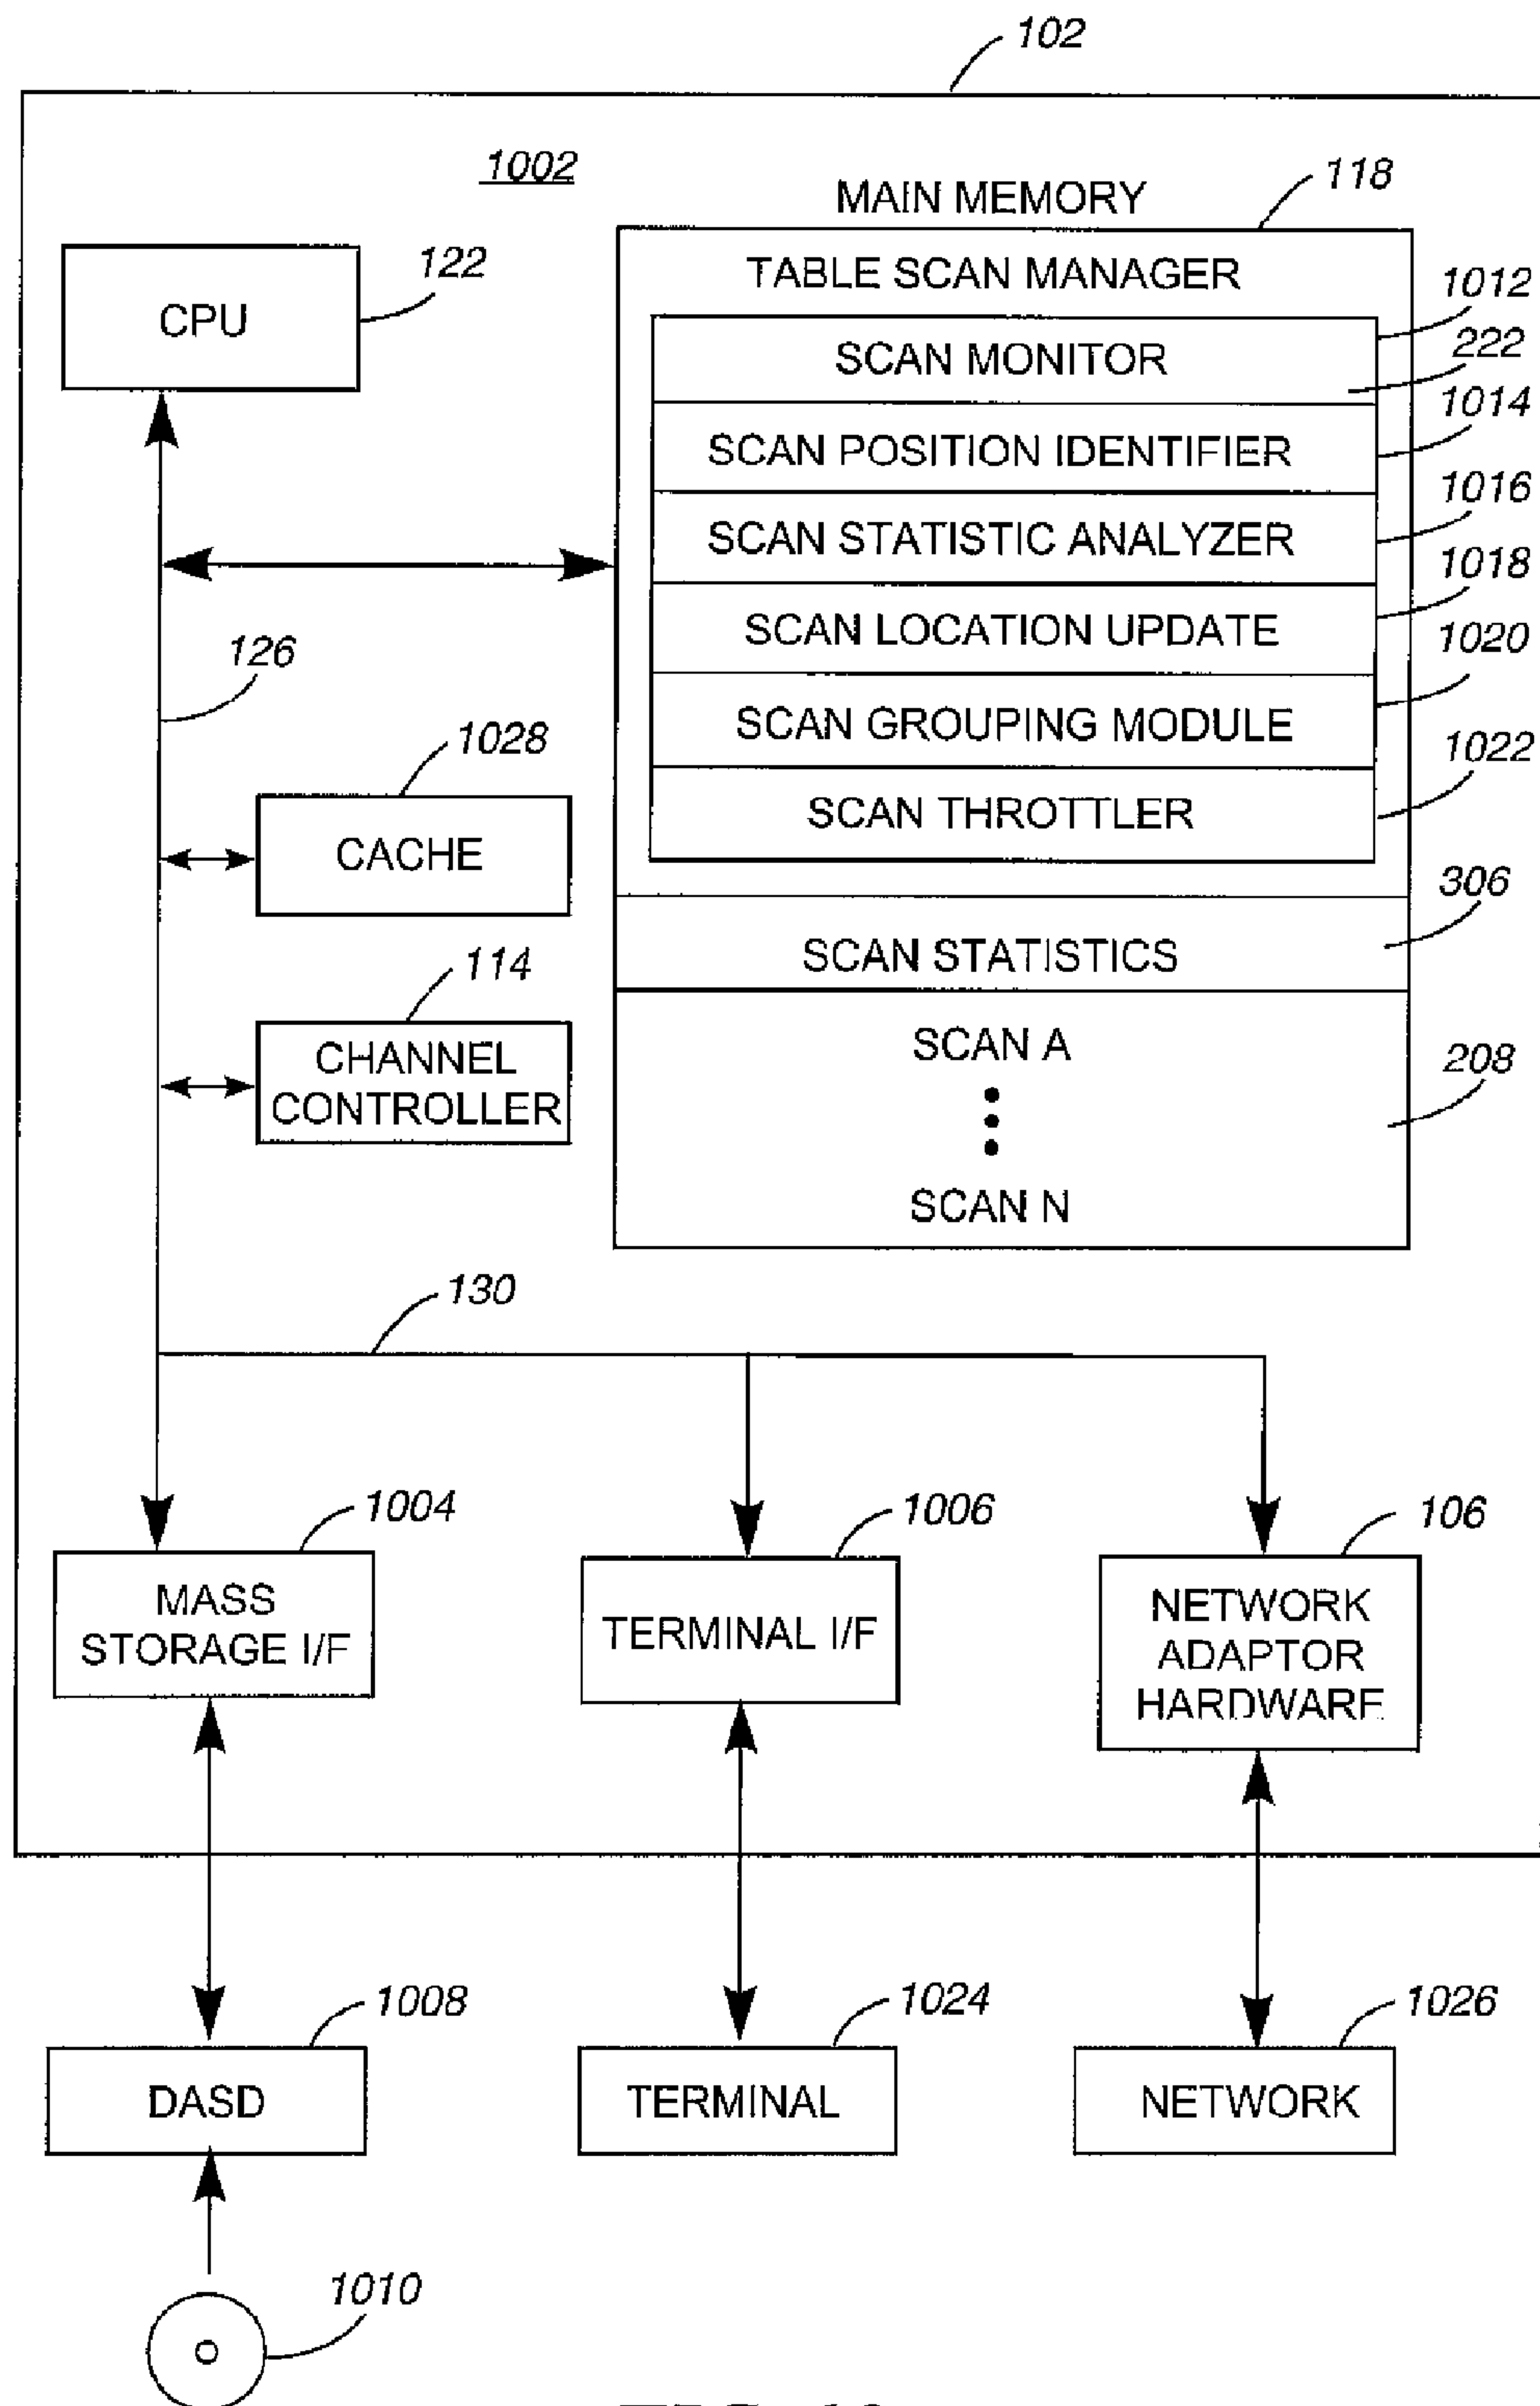 102
1002
MAIN MEMORY
118
CPU
122
TABLE SCAN MANAGER
1012
SCAN MONITOR
222
1014
SCAN POSITION IDENTIFIER
1016
SCAN STATISTIC ANALYZER
1018
SCAN LOCATION UPDATE
1020
SCAN GROUPING MODULE
1022
SCAN THROTTLER
126
1028
CACHE
306
SCAN STATISTICS
114
CHANNEL
CONTROLLER
SCAN A
208
SCAN N
130
1004
MASS
STORAGE I/F
1006
TERMINAL I/F
106
NETWORK
ADAPTOR
HARDWARE
1008
DASD
1024
TERMINAL
1026
NETWORK
1010